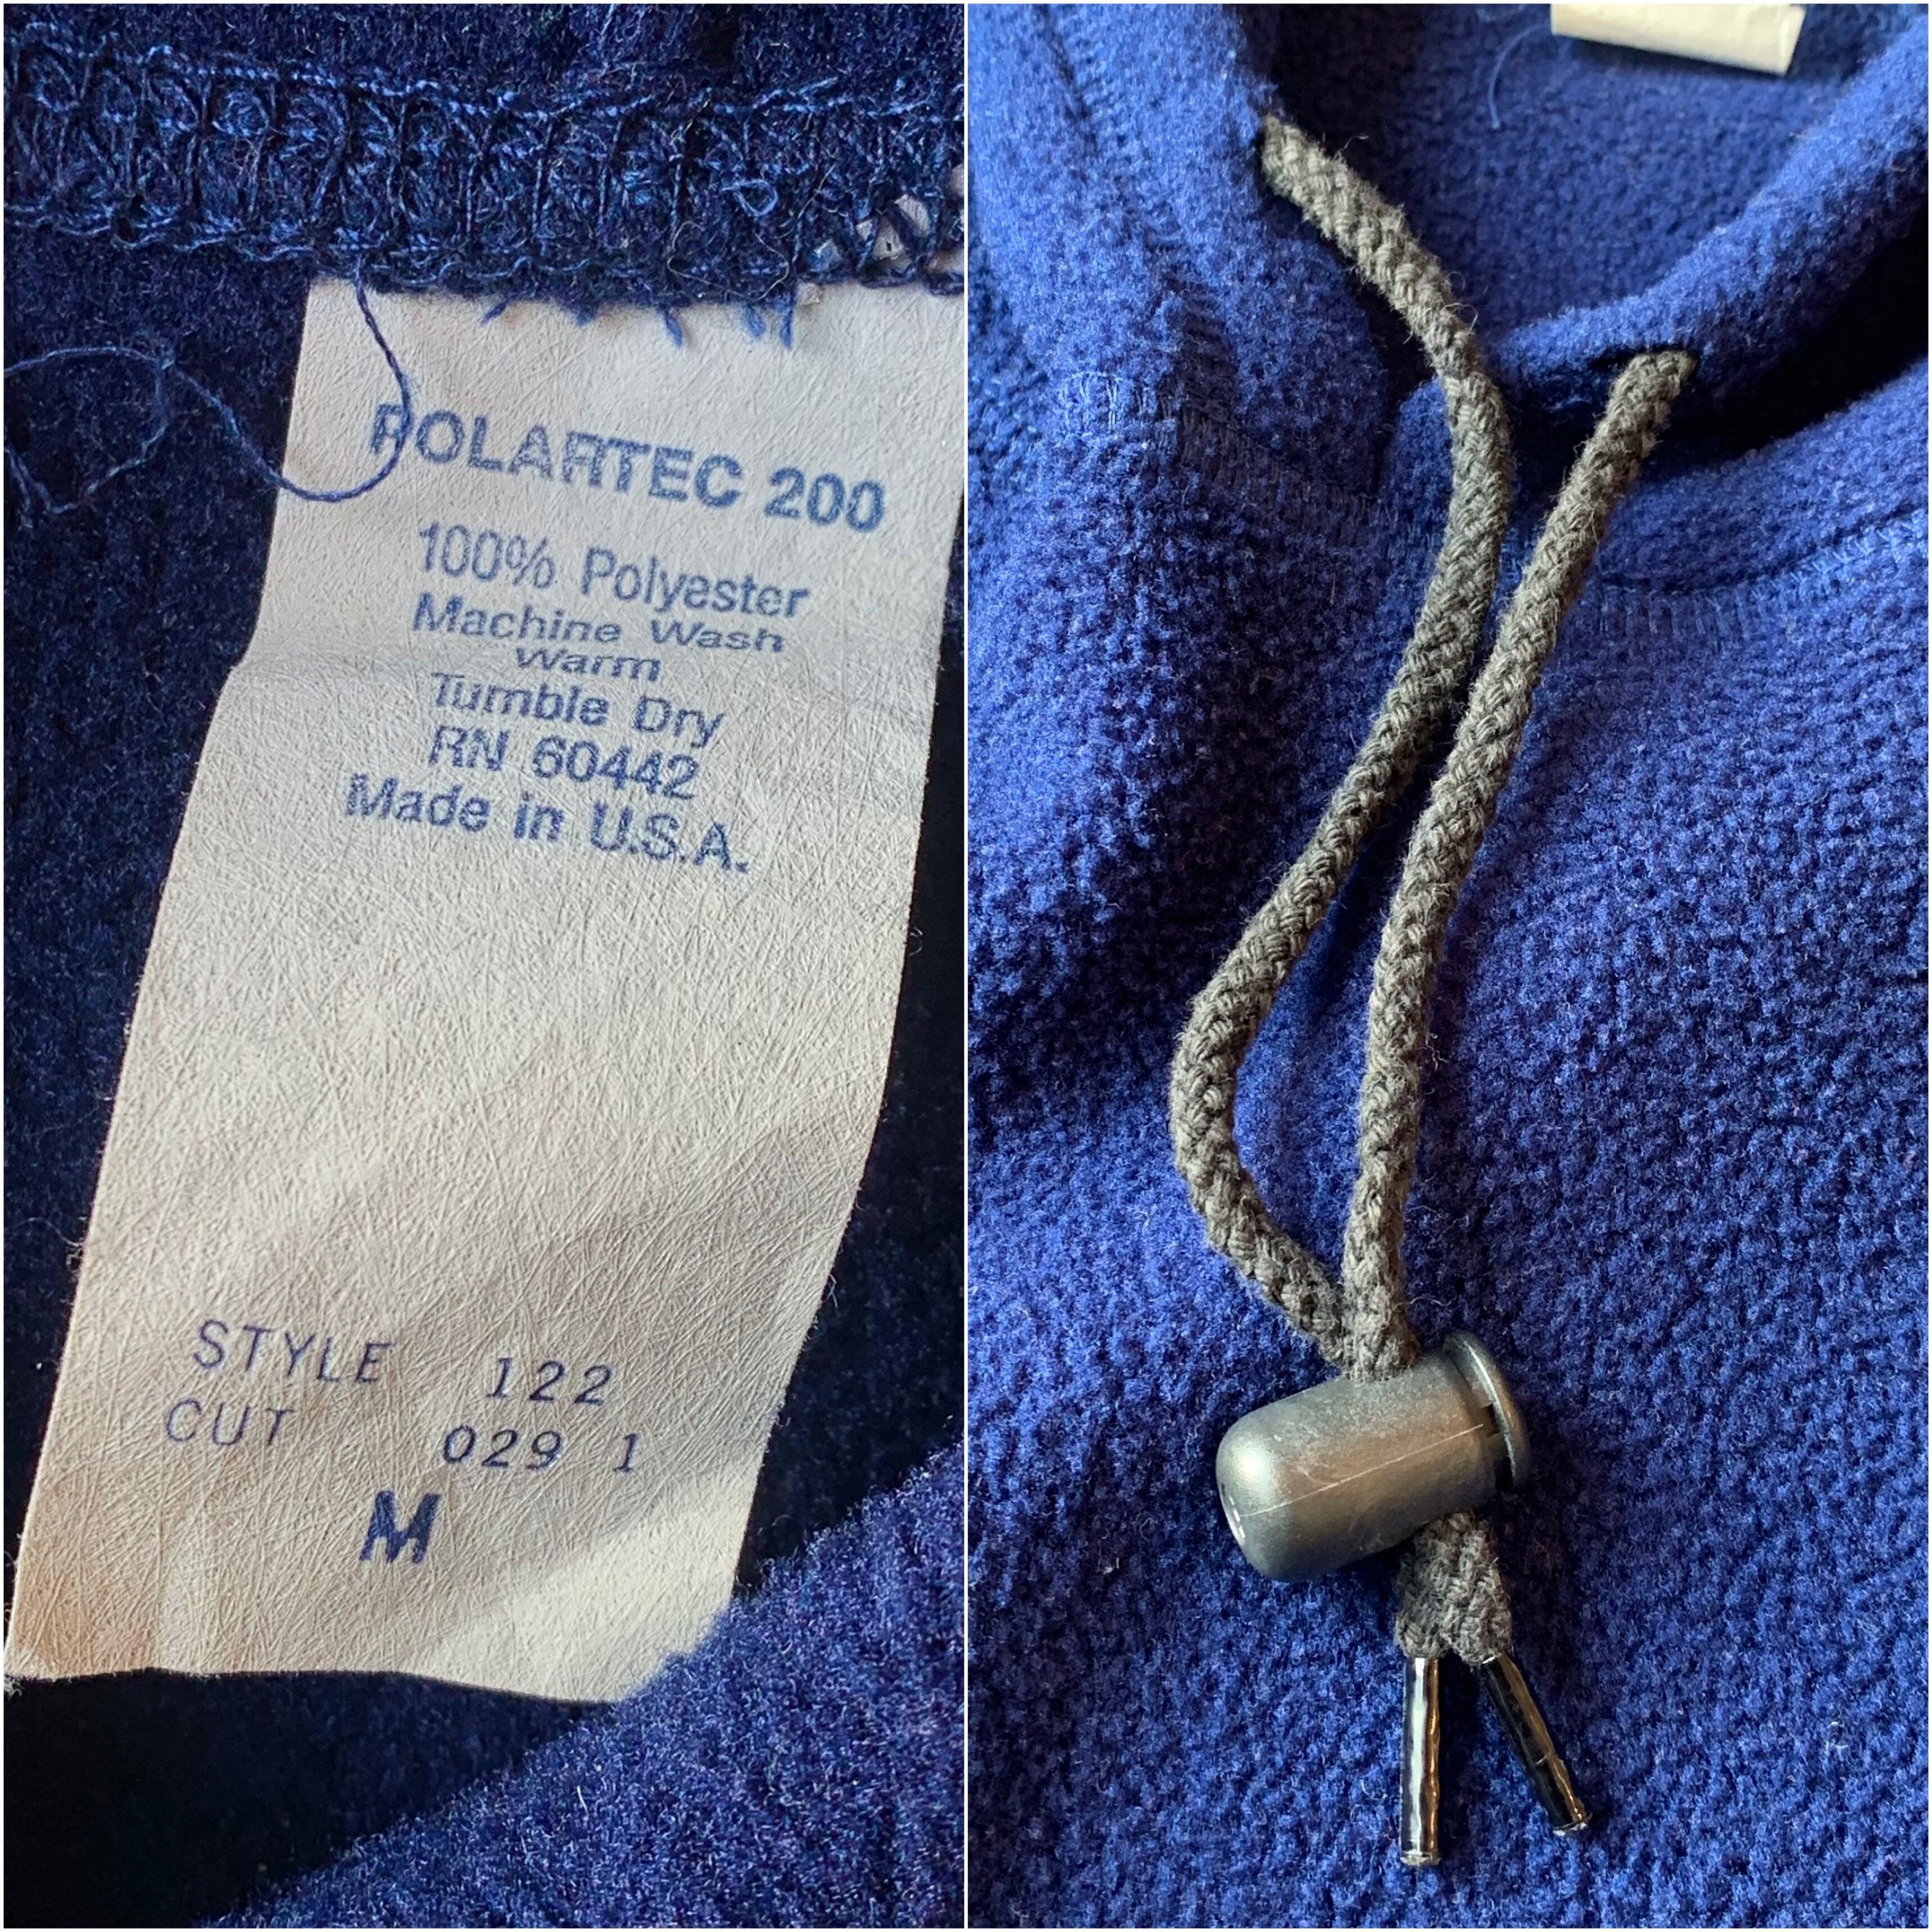 POLARTEC 200
100% Polyester
Machine Wash
Warm
Tumble Dry
RN 60442
Made in U.S.A.
STYLE 122
CUT 029 1
M